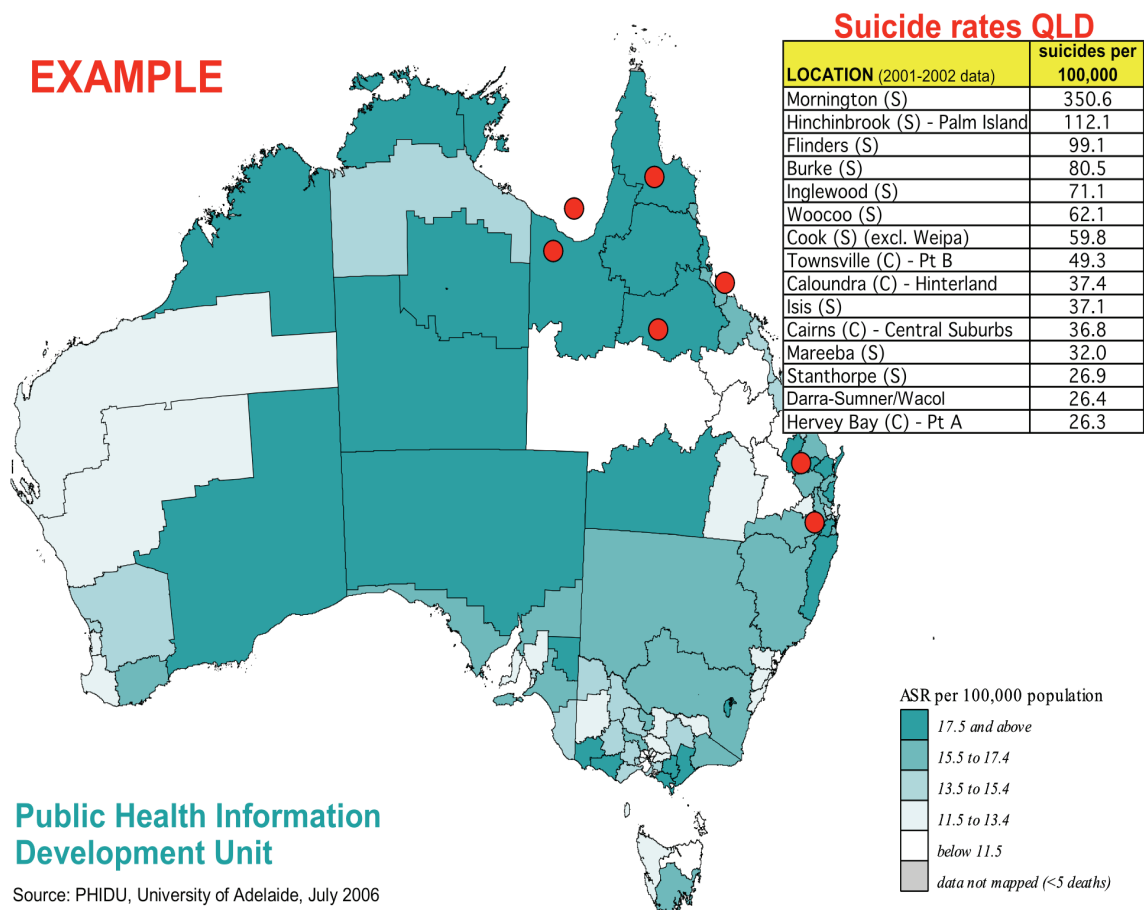 EXAMPLE
Suicide rates QLD
LOCATION (2001-2002 data) suicides per 100,000
Mornington (S) 350.6
Hinchinbrook (S) - Palm Island 112.1
Flinders (S) 99.1
Burke (S) 80.5
Inglewood (S) 71.1
Woocoo (S) 62.1
Cook (S) (excl. Weipa) 59.8
Townsville (C) - Pt B 49.3
Caloundra (C) - Hinterland 37.4
Isis (S) 37.1
Cairns (C) - Central Suburbs 36.8
Mareeba (S) 32.0
Stanthorpe (S) 26.9
Darra-Sumner/Wacol 26.4
Hervey Bay (C) - Pt A 26.3
ASR per 100,000 population
17.5 and above
15.5 to 17.4
13.5 to 15.4
11.5 to 13.4
below 11.5
data not mapped (<5 deaths)
Public Health Information
Development Unit
Source: PHIDU, University of Adelaide, July 2006